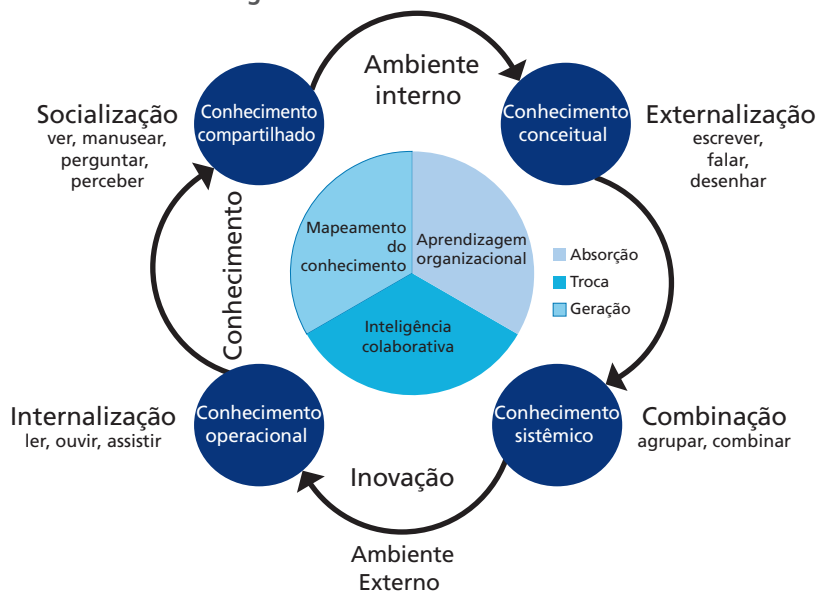 Ambiente
interno
Conhecimento
compartilhado
Socialização
ver, manusear,
perguntar,
perceber
Conhecimento
conceitual
Externalização
escrever,
falar,
desenhar
Mapeamento
do
conhecimento
Aprendizagem
organizacional
Inteligência
colaborativa
Absorção
Troca
Geração
Conhecimento
Internalização
ler, ouvir, assistir
Conhecimento
operacional
Conhecimento
sistêmico
Combinação
agrupar, combinar
Inovação
Ambiente
Externo